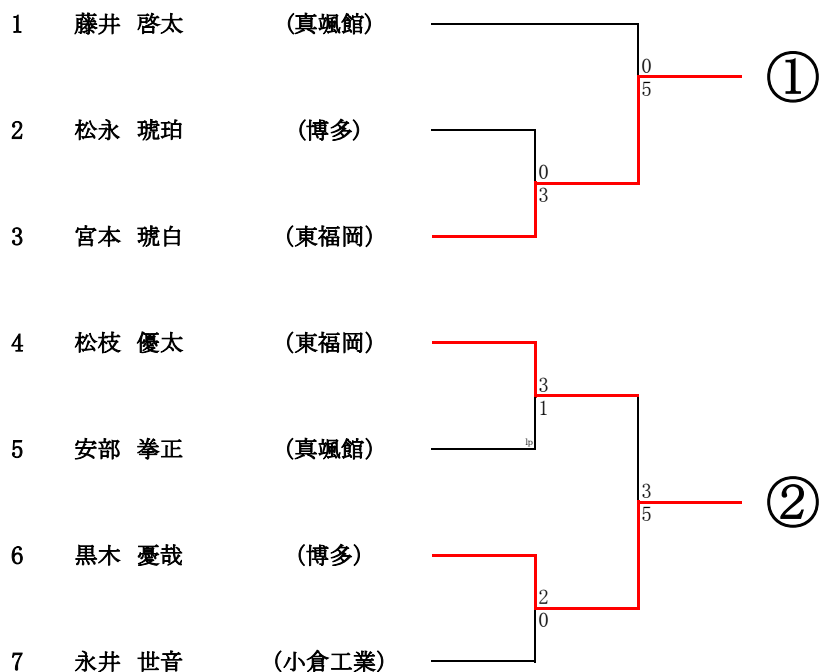 1 藤井 啓太 (真颯館)
0 ①
5
2 松永 琥珀 (博多)
0
3
3 宮本 琥白 (東福岡)
4 松枝 優太 (東福岡)
3
1
5 安部 拳正 (真颯館) lp
3 ②
5
6 黒木 憂哉 (博多)
2
0
7 永井 世音 (小倉工業)